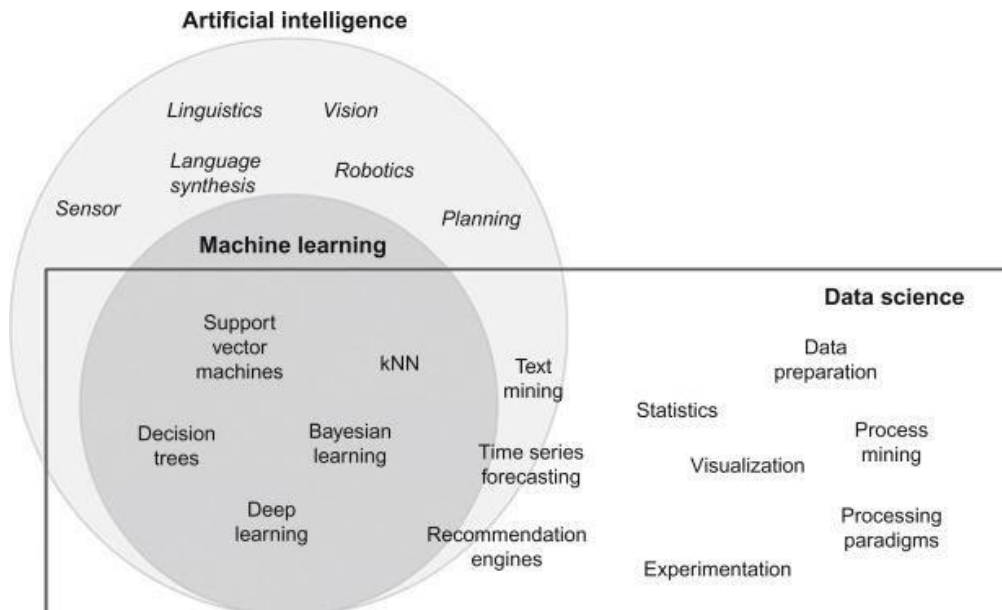 Artificial intelligence
Linguistics
Vision
Language
synthesis
Robotics
Sensor
Planning
Machine learning
Data science
Support
vector
machines
kNN
Text
mining
Data
preparation
Statistics
Decision
trees
Bayesian
learning
Time series
forecasting
Visualization
Process
mining
Deep
learning
Recommendation
engines
Experimentation
Processing
paradigms